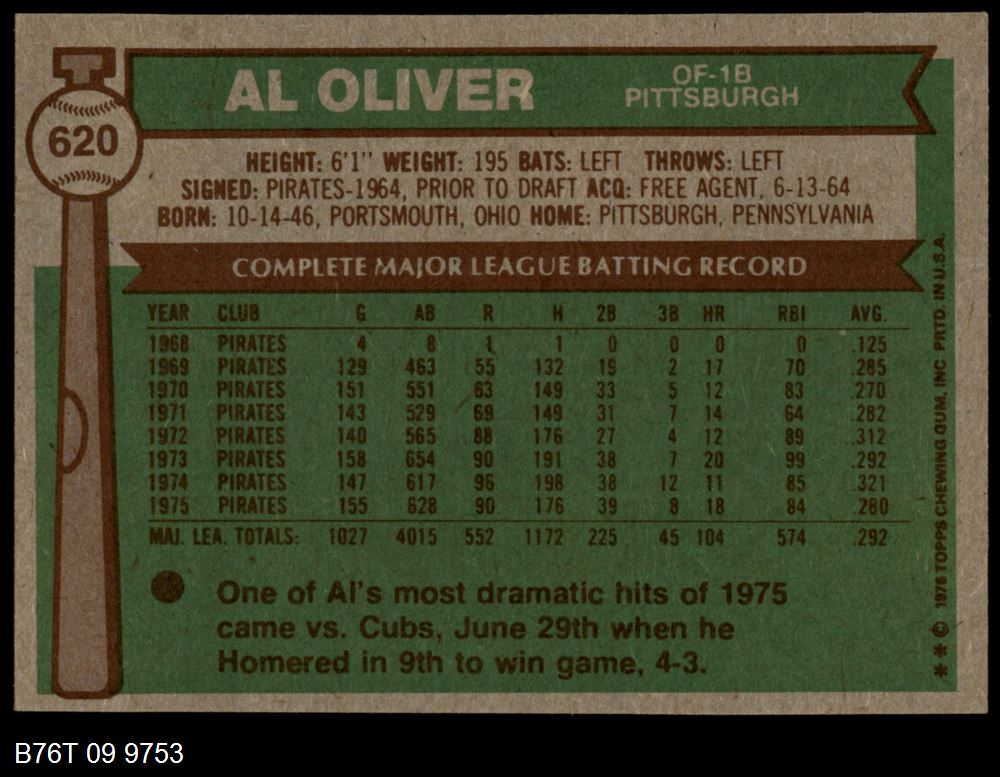 AL OLIVER
OF-1B
PITTSBURGH
620
HEIGHT: 6'1" WEIGHT: 195 BATS: LEFT THROWS: LEFT
SIGNED: PIRATES-1964, PRIOR TO DRAFT ACQ: FREE AGENT, 6-13-64
BORN: 10-14-46, PORTSMOUTH, OHIO HOME: PITTSBURGH, PENNSYLVANIA
COMPLETE MAJOR LEAGUE BATTING RECORD
YEAR CLUB G AB R H 2B 3B HR RBI AVG.
1968 PIRATES 4 8 1 1 0 0 0 0 .125
1969 PIRATES 129 463 55 132 19 2 17 70 .285
1970 PIRATES 151 551 63 149 33 5 12 83 .270
1971 PIRATES 143 529 69 149 31 7 14 64 .282
1972 PIRATES 140 565 88 176 27 4 12 89 .312
1973 PIRATES 158 654 90 191 38 7 20 99 .292
1974 PIRATES 147 617 96 198 38 12 11 85 .321
1975 PIRATES 155 628 90 176 39 8 18 84 .280
MAJ. LEA. TOTALS: 1027 4015 552 1172 225 45 104 574 .292
One of Al's most dramatic hits of 1975
came vs. Cubs, June 29th when he
Homered in 9th to win game, 4-3.
*** © 1976 TOPPS CHEWING GUM, INC PRTD. IN U.S.A.
B76T 09 9753